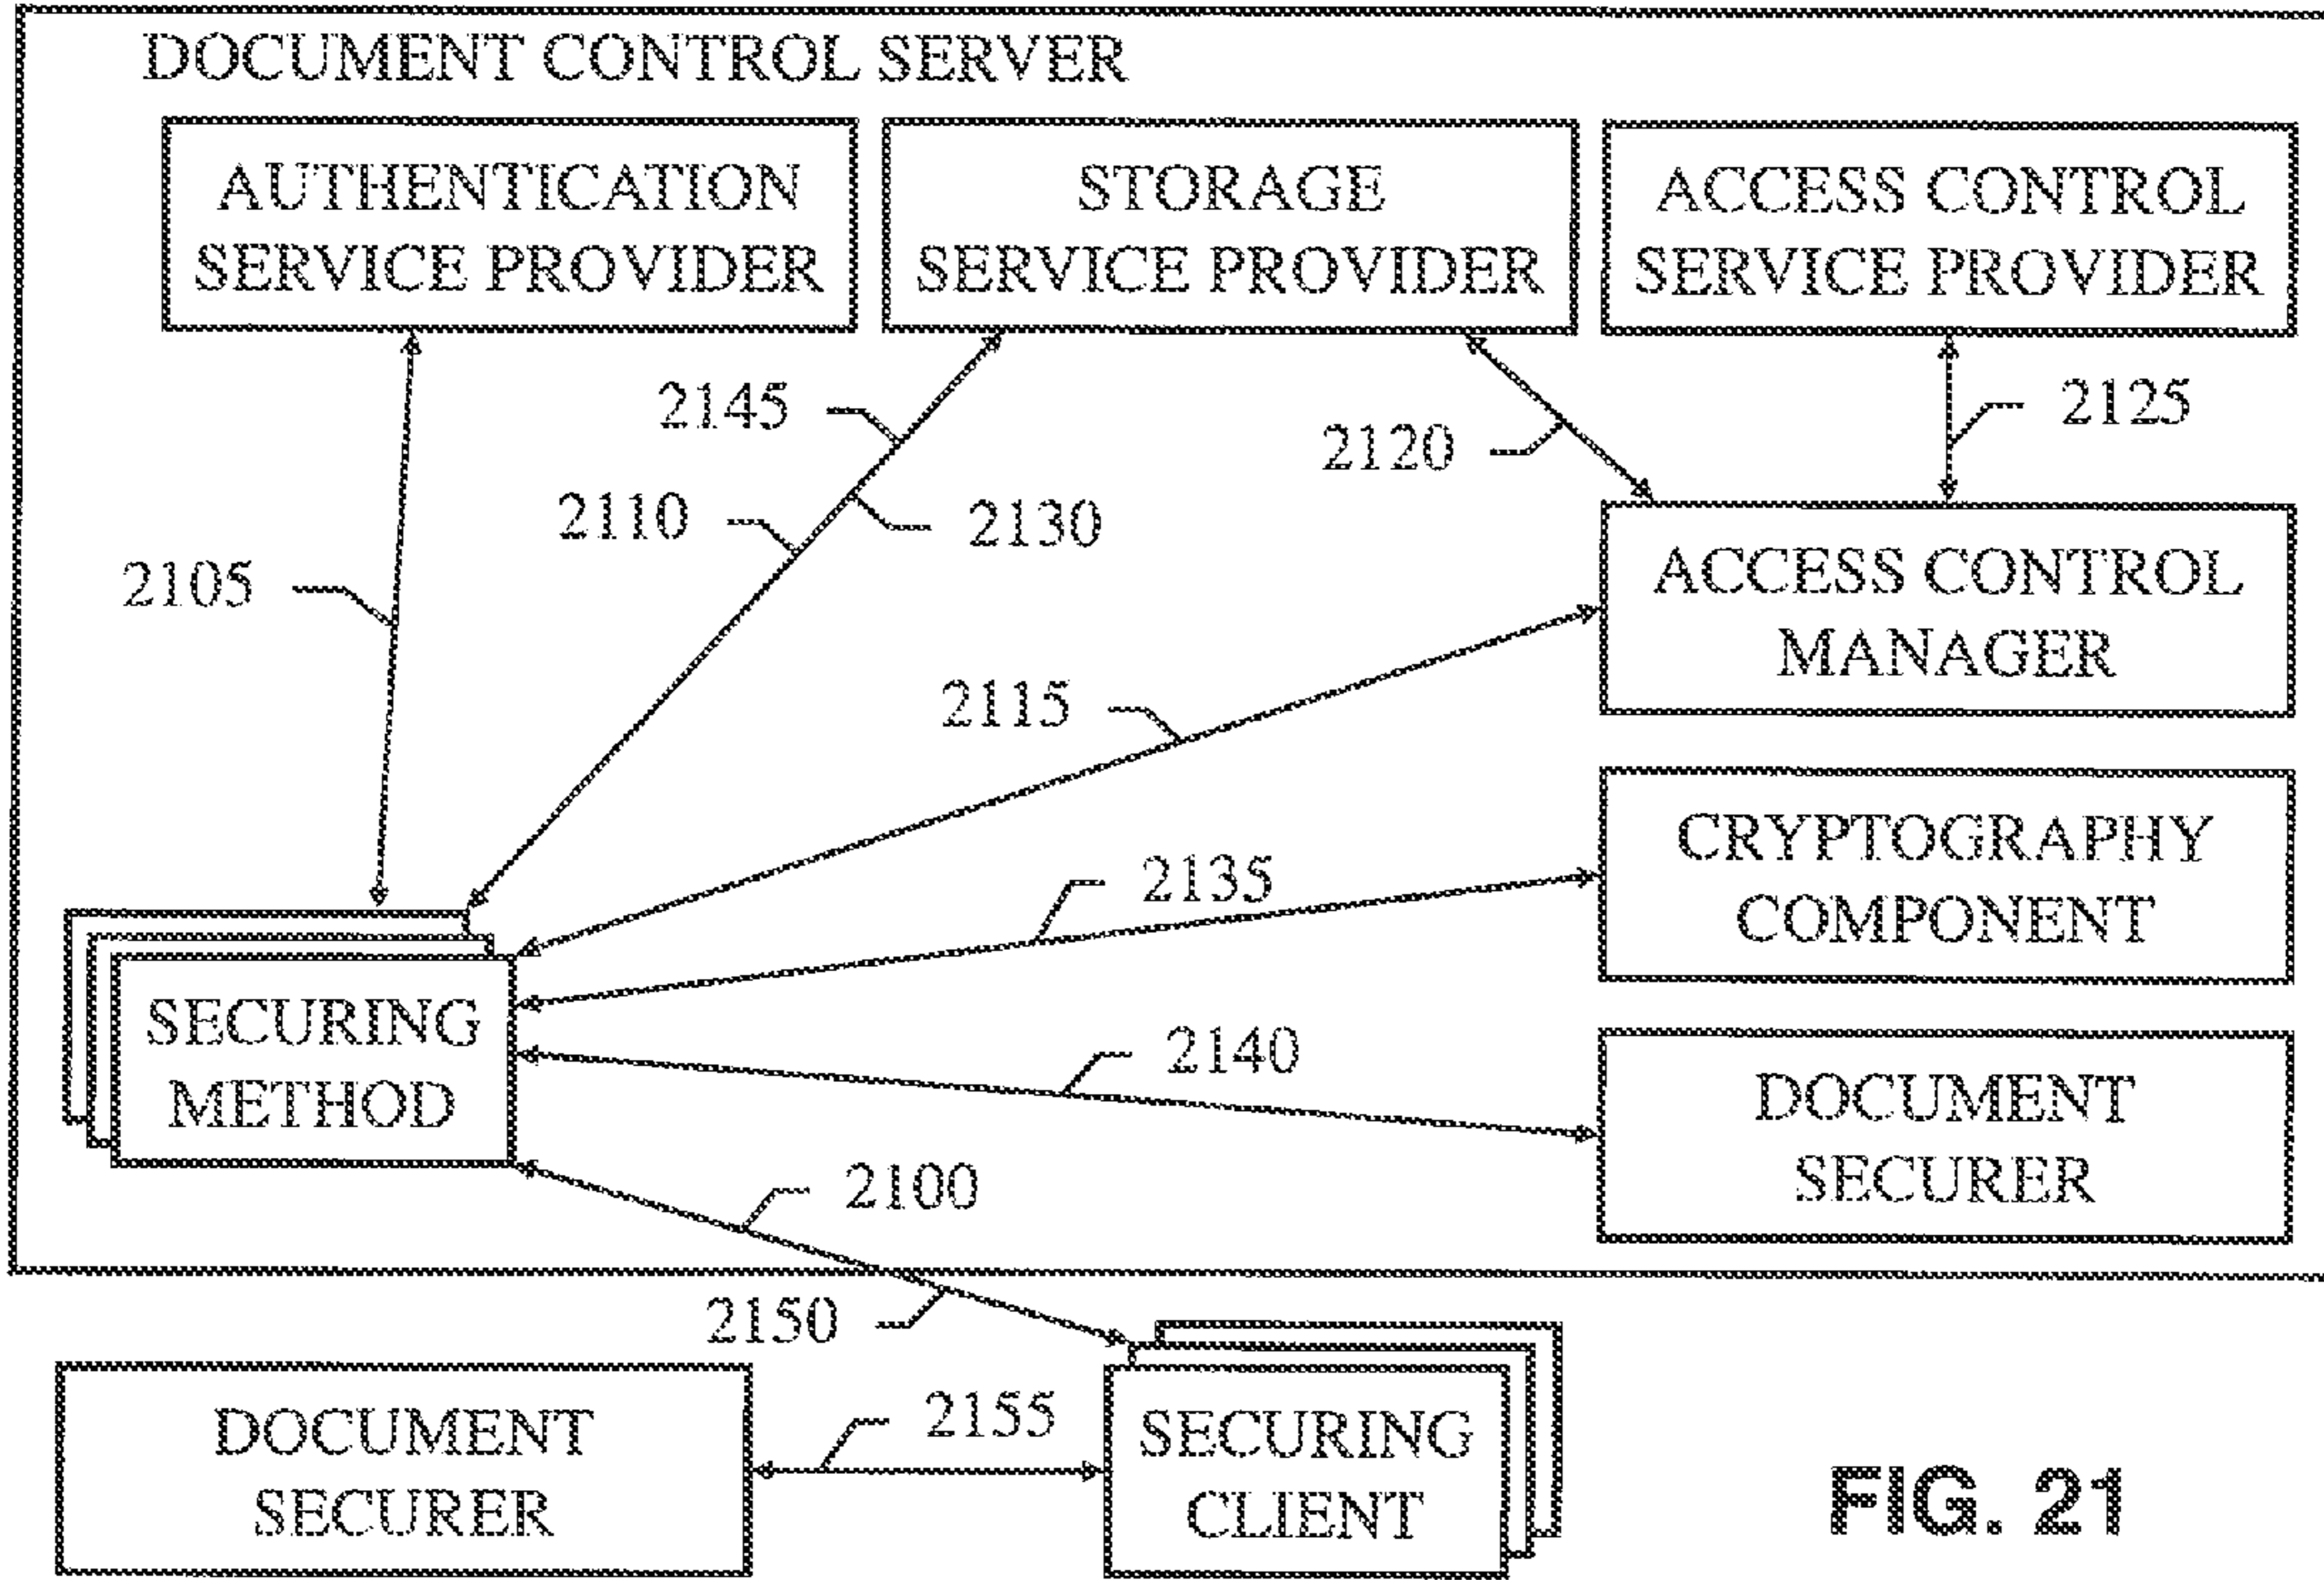 DOCUMENT CONTROL SERVER
AUTHENTICATION
SERVICE PROVIDER
STORAGE
SERVICE PROVIDER
ACCESS CONTROL
SERVICE PROVIDER
2145
2120
2125
2110
2130
2105
ACCESS CONTROL
MANAGER
2115
CRYPTOGRAPHY
COMPONENT
2135
SECURING
METHOD
2140
DOCUMENT
SECURER
2100
2150
DOCUMENT
SECURER
2155
SECURING
CLIENT
FIG. 21